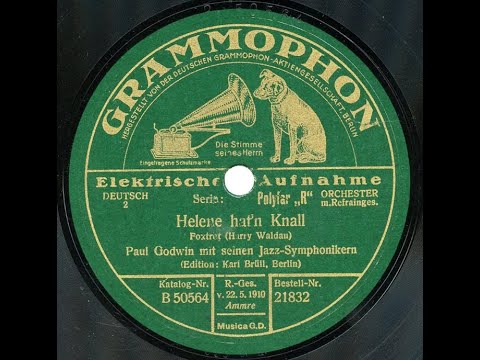 GRAMMOPHON
HERGESTELLT VON DER DEUTSCHEN GRAMMOPHON-AKTIENGESELLSCHAFT, BERLIN.
Die Stimme
seines Herrn
Eingetragene Schutzmarke
Elektrische Aufnahme
DEUTSCH
2
Serie: Polyfar „R“
ORCHESTER
m.Refrainges.
Helene hat'n Knall
Foxtrot (Harry Waldau)
Paul Godwin mit seinen Jazz-Symphonikern
(Edition: Karl Brüll, Berlin)
Katalog-Nr.
B 50564
R.-Ges.
v. 22. 5. 1910
Ammre
Bestell-Nr.
21832
Musica G.D.